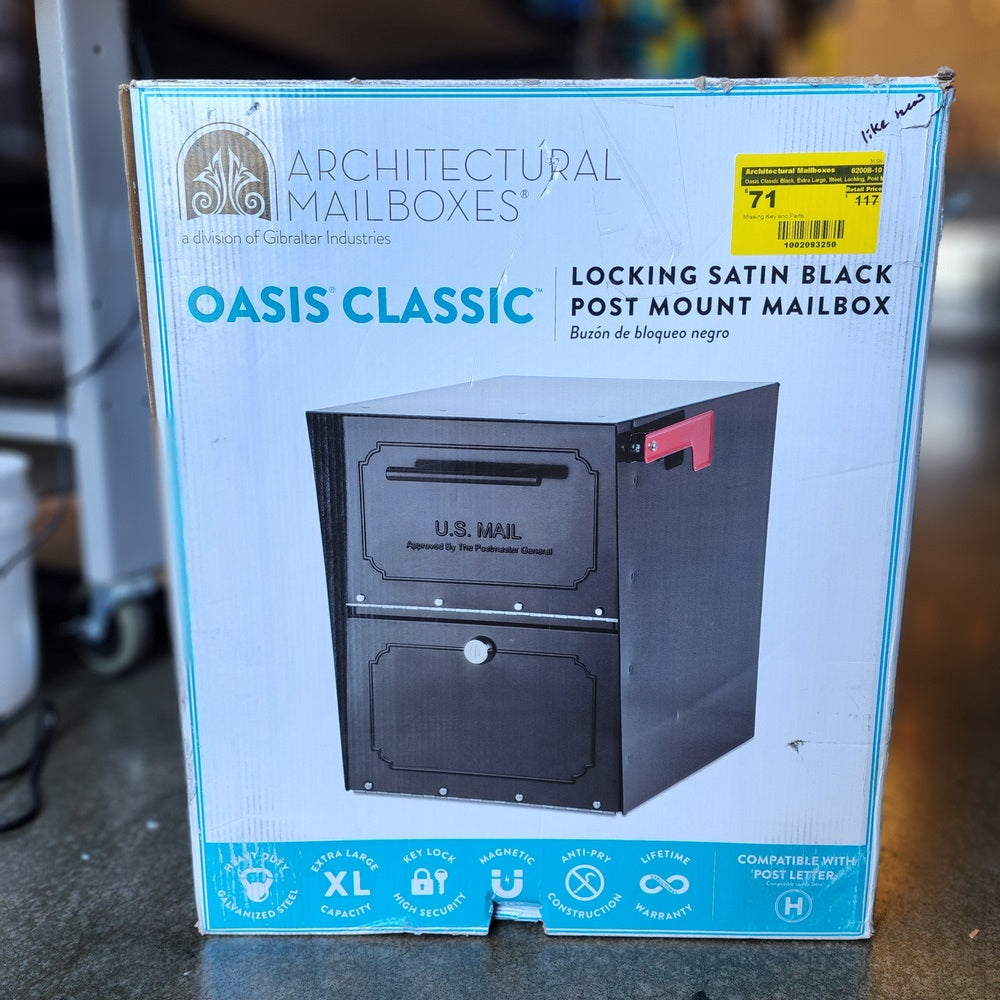 like new
ARCHITECTURAL
MAILBOXES®
a division of Gibraltar Industries
Architectural Mailboxes 6200B-10
Oasis Classic Black, Extra Large, Steel, Locking, Post M
$71
Retail Price
117
Missing Key and Parts
1002093250
OASIS® CLASSIC™
LOCKING SATIN BLACK
POST MOUNT MAILBOX
Buzón de bloqueo negro
U.S. MAIL
Approved By The Postmaster General
HEAVY DUTY
GALVANIZED STEEL
EXTRA LARGE
XL
CAPACITY
KEY LOCK
HIGH SECURITY
MAGNETIC
ANTI-PRY
CONSTRUCTION
LIFETIME
WARRANTY
COMPATIBLE WITH
POST LETTER:
H